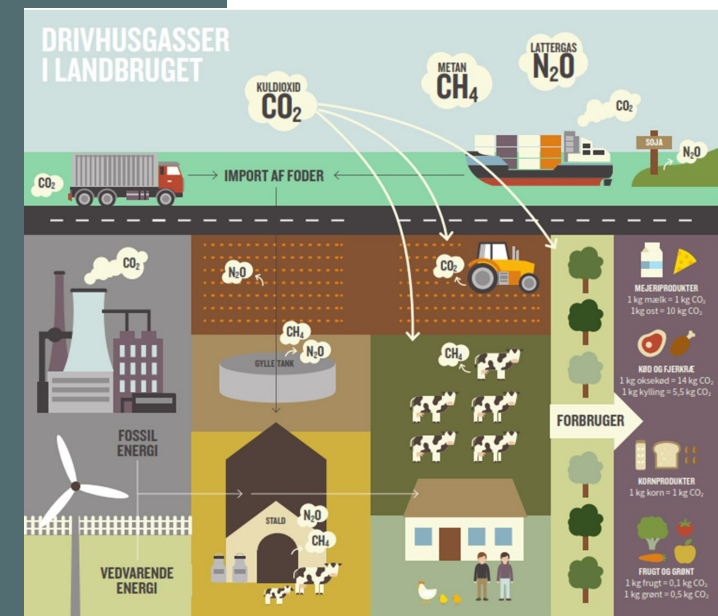 DRIVHUSGASSER
I LANDBRUGET
KULDIOXID
CO₂
METAN
CH₄
LATTERGAS
N₂O
CO₂
SOJA
N₂O
CO₂
IMPORT AF FODER
CO₂
N₂O
CO₂
CH₄
N₂O
GYLLETANK
CH₄
FOSSIL
ENERGI
STALD
N₂O
CH₄
VEDVARENDE
ENERGI
FORBRUGER
MEJERIPRODUKTER
1 kg mælk = 1 kg CO₂
1kg ost = 10 kg CO₂
KØD OG FJERKRÆ
1 kg oksekød = 14 kg CO₂
1 kg kylling = 5,5 kg CO₂
KORNPRODUKTER
1 kg korn = 1 kg CO₂
FRUGT OG GRØNT
1 kg frugt = 0,1 kg CO₂
1 kg grønt = 0,5 kg CO₂